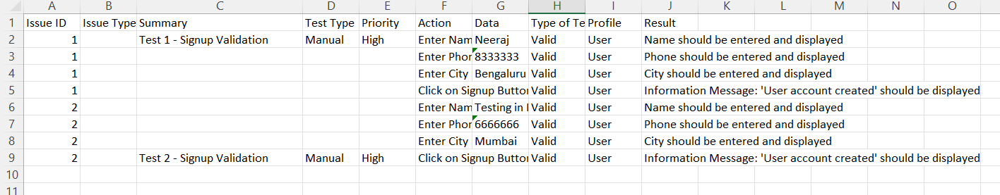 A B C D E F G H I J K L M N O
1 Issue ID Issue Type Summary Test Type Priority Action Data Type of Te Profile Result
2 1 Test 1 - Signup Validation Manual High Enter Nam Neeraj Valid User Name should be entered and displayed
3 1 Enter Phor 8333333 Valid User Phone should be entered and displayed
4 1 Enter City Bengaluru Valid User City should be entered and displayed
5 1 Click on Signup Buttor Valid User Information Message: 'User account created' should be displayed
6 2 Enter Nam Testing in Valid User Name should be entered and displayed
7 2 Enter Phor 6666666 Valid User Phone should be entered and displayed
8 2 Enter City Mumbai Valid User City should be entered and displayed
9 2 Test 2 - Signup Validation Manual High Click on Signup Buttor Valid User Information Message: 'User account created' should be displayed
10
11